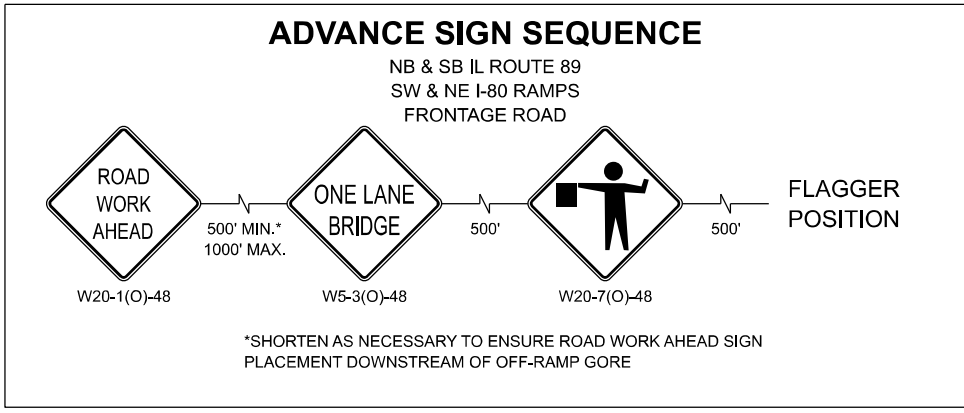 ADVANCE SIGN SEQUENCE
NB & SB IL ROUTE 89
SW & NE I-80 RAMPS
FRONTAGE ROAD
ROAD
WORK
AHEAD
W20-1(O)-48
500' MIN.*
1000' MAX.
ONE LANE
BRIDGE
W5-3(O)-48
500'
W20-7(O)-48
500'
FLAGGER
POSITION
*SHORTEN AS NECESSARY TO ENSURE ROAD WORK AHEAD SIGN
PLACEMENT DOWNSTREAM OF OFF-RAMP GORE